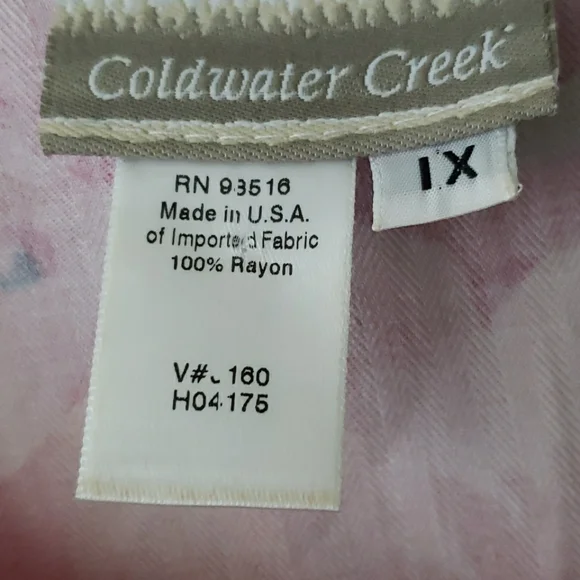 Coldwater Creek
1X
RN 93516
Made in U.S.A.
of Imported Fabric
100% Rayon
V#. 160
H04175